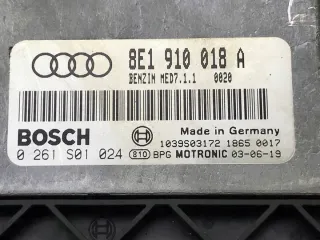 8E1 910 018 A
BENZIN MED7.1.1 0020
BOSCH
Made in Germany
1039S03172 1865 0017
0 261 S01 024 810 BPG MOTRONIC 03-06-19